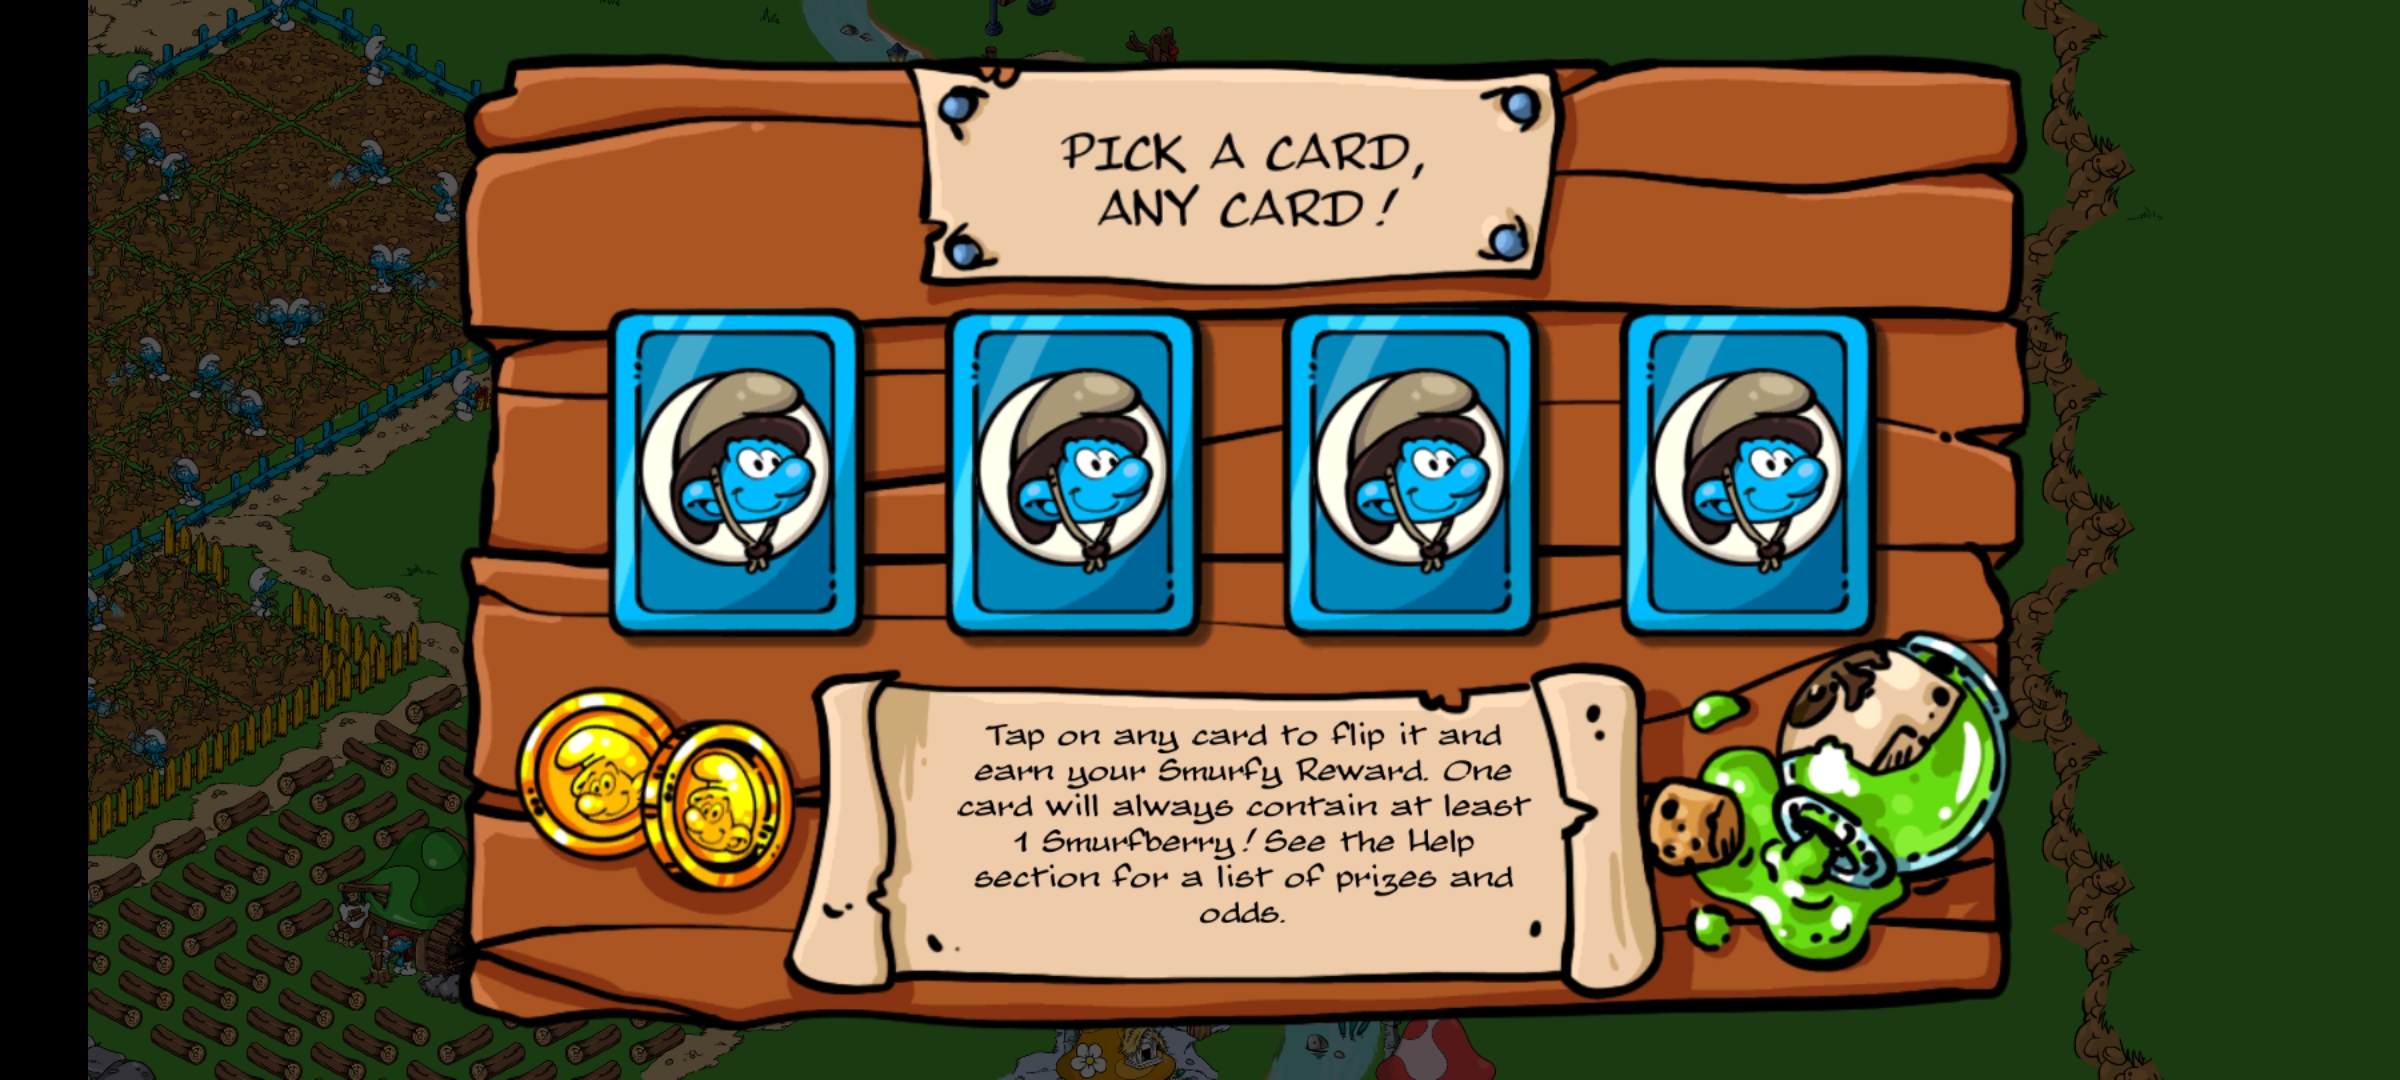 PICK A CARD,
ANY CARD!
Tap on any card to flip it and
earn your Smurfy Reward. One
card will always contain at least
1 Smurfberry! See the Help
section for a list of prizes and
odds.